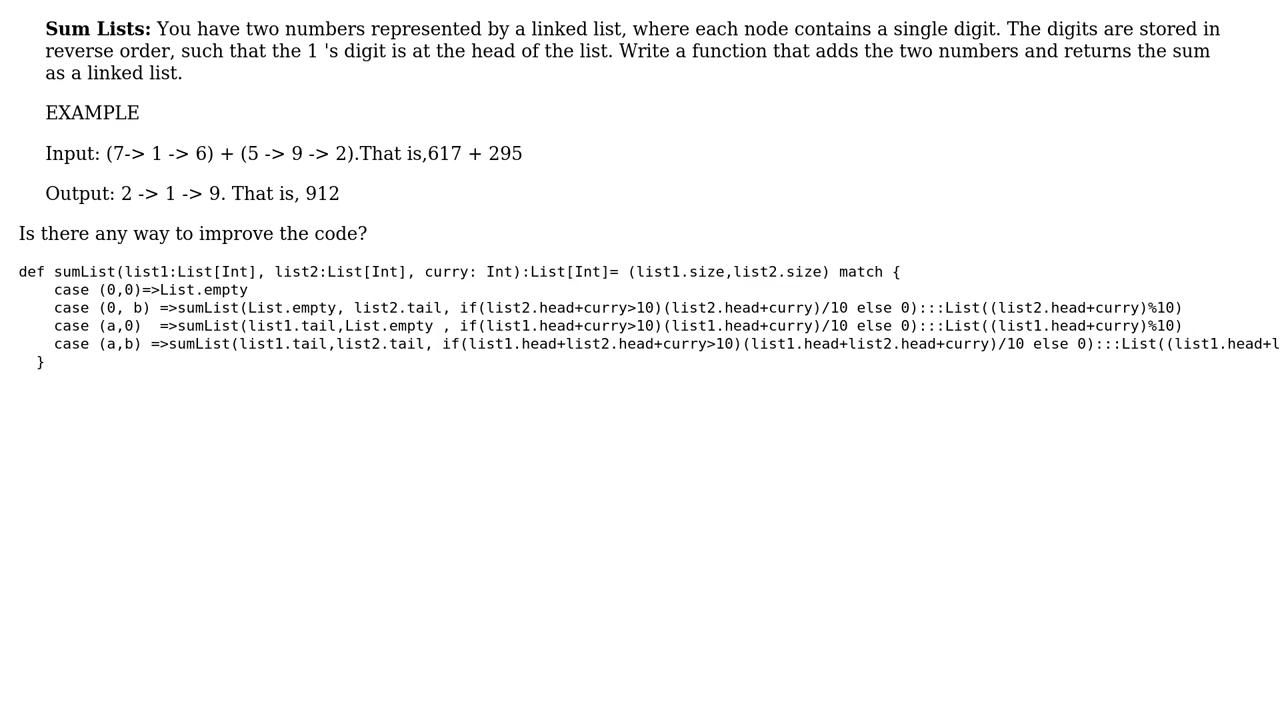 Sum Lists: You have two numbers represented by a linked list, where each node contains a single digit. The digits are stored in
reverse order, such that the 1 's digit is at the head of the list. Write a function that adds the two numbers and returns the sum
as a linked list.
EXAMPLE
Input: (7-> 1 -> 6) + (5 -> 9 -> 2).That is,617 + 295
Output: 2 -> 1 -> 9. That is, 912
Is there any way to improve the code?
def sumList(list1:List[Int], list2:List[Int], curry: Int):List[Int]= (list1.size,list2.size) match {
    case (0,0)=>List.empty
    case (0, b) =>sumList(List.empty, list2.tail, if(list2.head+curry>10)(list2.head+curry)/10 else 0):::List((list2.head+curry)%10)
    case (a,0)  =>sumList(list1.tail,List.empty , if(list1.head+curry>10)(list1.head+curry)/10 else 0):::List((list1.head+curry)%10)
    case (a,b) =>sumList(list1.tail,list2.tail, if(list1.head+list2.head+curry>10)(list1.head+list2.head+curry)/10 else 0):::List((list1.head+l
  }